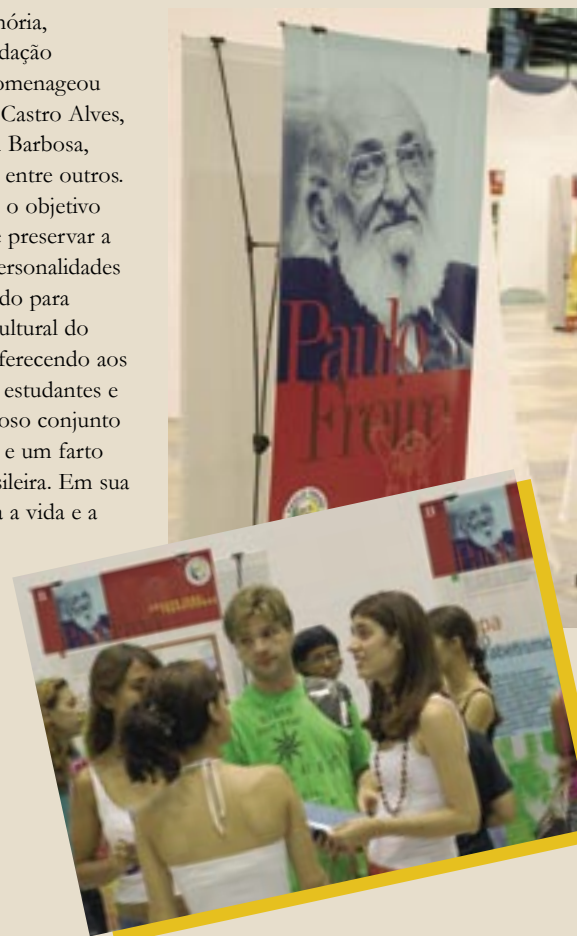 nória,
dação
omenageou
Castro Alves,
Barbosa,
entre outros.
o objetivo
e preservar a
ersonalidades
do para
ultural do
ferecendo aos
estudantes e
oso conjunto
e um farto
sileira. Em sua
a vida e a
Paulo
Freire